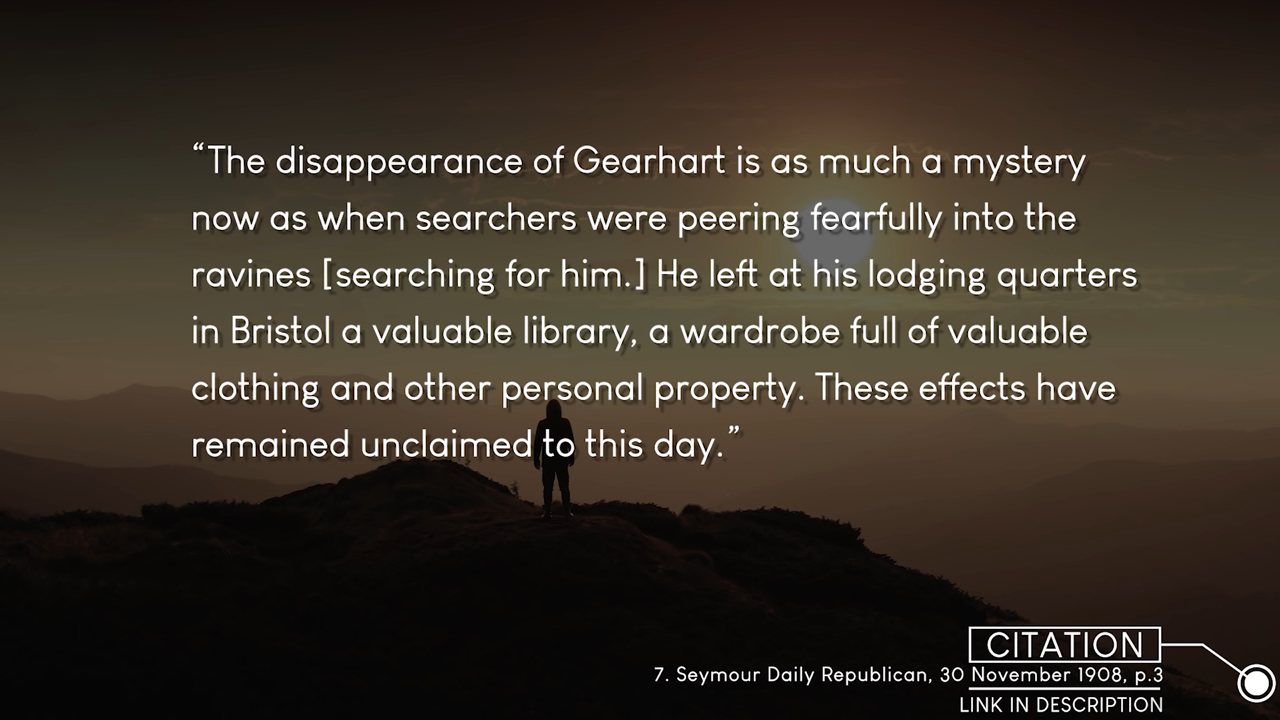 “The disappearance of Gearhart is as much a mystery
now as when searchers were peering fearfully into the
ravines [searching for him.] He left at his lodging quarters
in Bristol a valuable library, a wardrobe full of valuable
clothing and other personal property. These effects have
remained unclaimed to this day.”
CITATION
7. Seymour Daily Republican, 30 November 1908, p.3
LINK IN DESCRIPTION